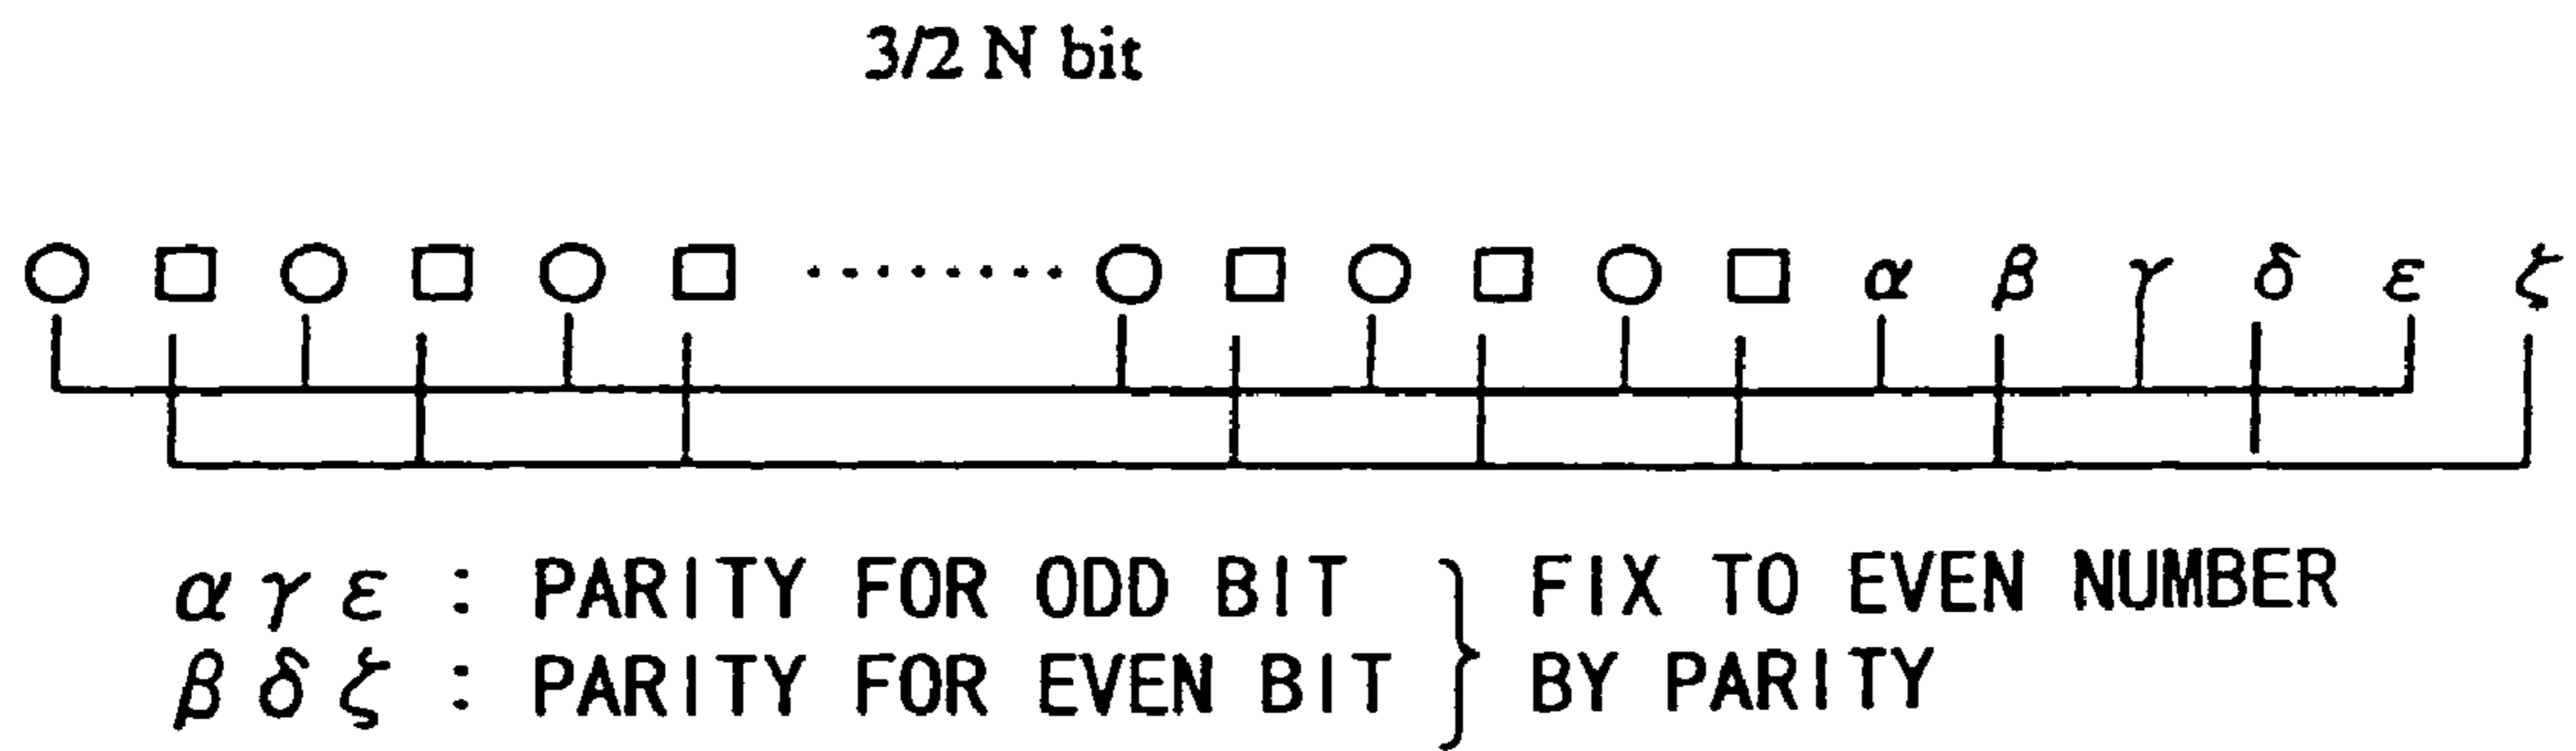 3/2 N bit
α β γ δ ε ζ
α γ ε : PARITY FOR ODD BIT } FIX TO EVEN NUMBER
β δ ζ : PARITY FOR EVEN BIT } BY PARITY